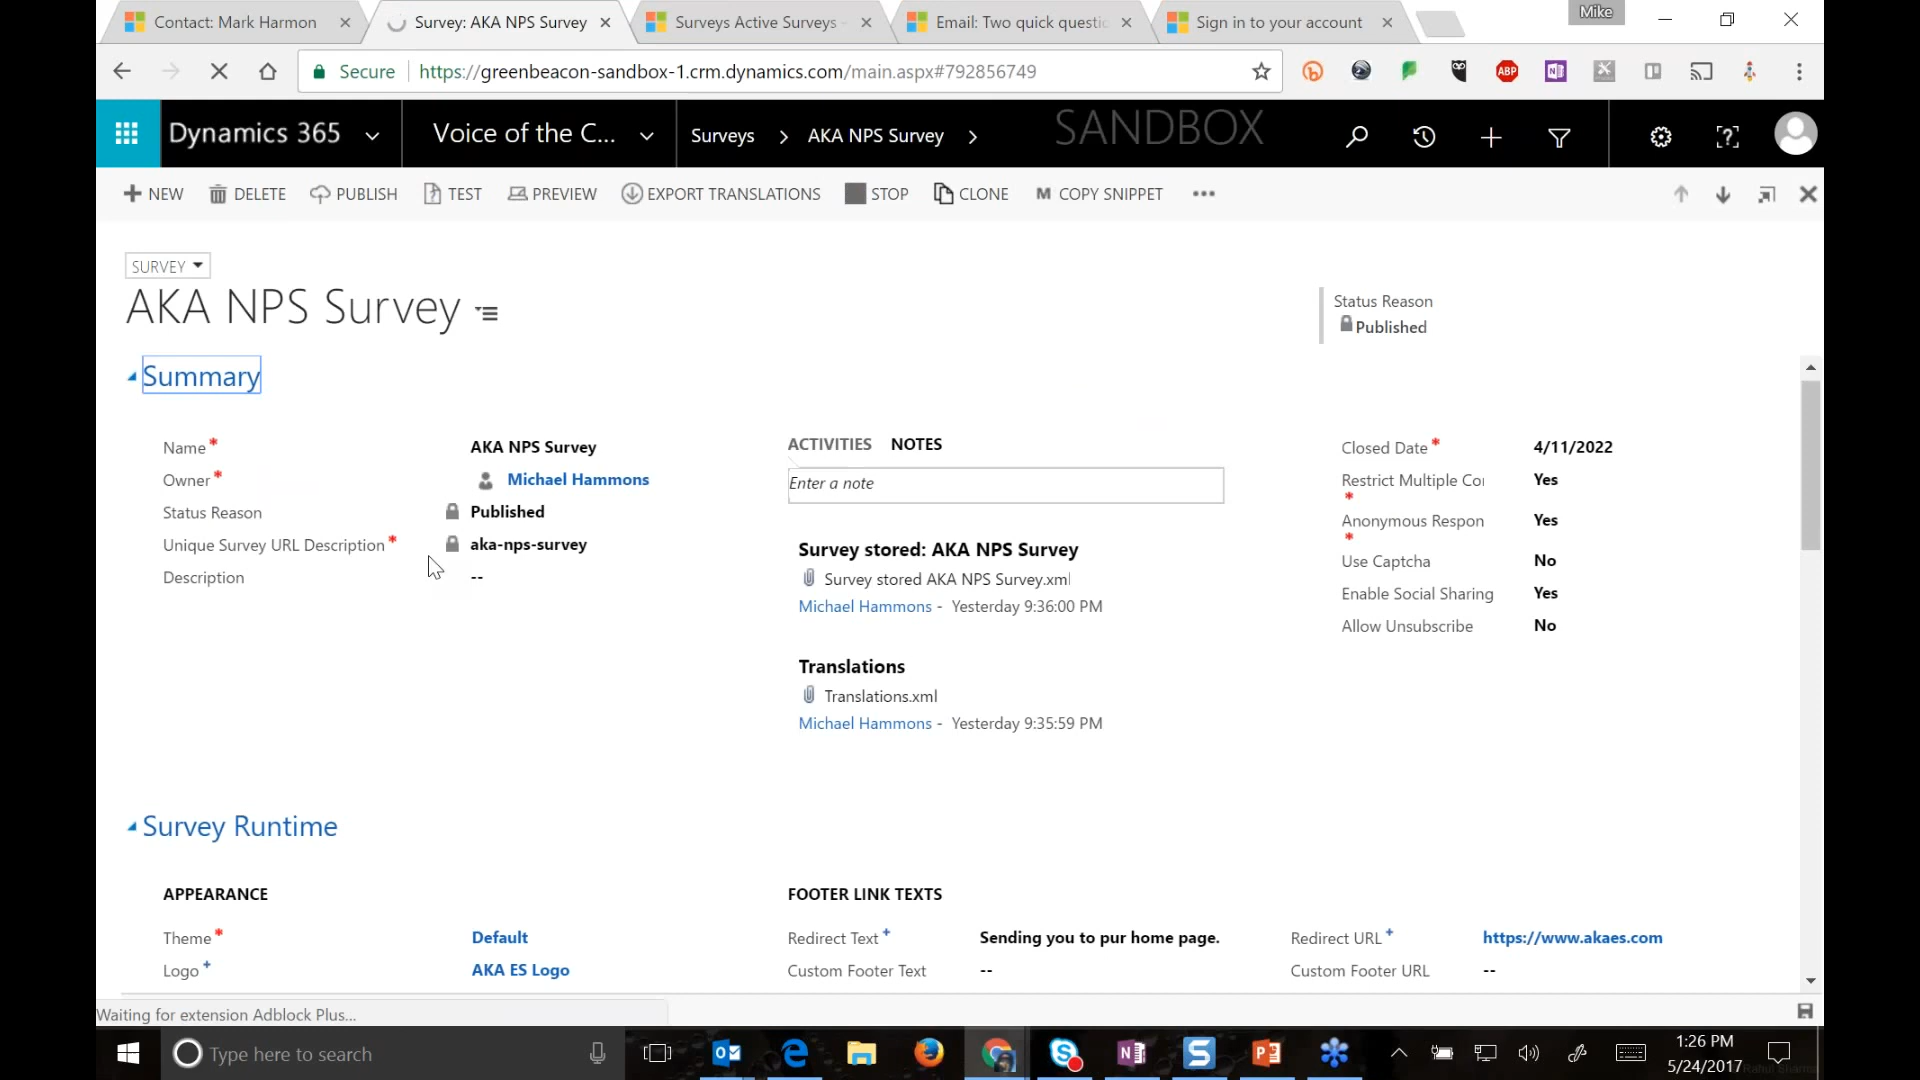 Contact: Mark Harmon
Survey: AKA NPS Survey
Surveys Active Surveys
Email: Two quick questio
Sign in to your account
Mike
Secure
https://greenbeacon-sandbox-1.crm.dynamics.com/main.aspx#792856749
ABP
Dynamics 365
Voice of the C...
Surveys
AKA NPS Survey
SANDBOX
NEW
DELETE
PUBLISH
TEST
PREVIEW
EXPORT TRANSLATIONS
STOP
CLONE
M COPY SNIPPET
SURVEY
AKA NPS Survey
Status Reason
Published
Summary
Name *
AKA NPS Survey
Owner *
Michael Hammons
Status Reason
Published
Unique Survey URL Description *
aka-nps-survey
Description
--
ACTIVITIES NOTES
Enter a note
Survey stored: AKA NPS Survey
Survey stored AKA NPS Survey.xml
Michael Hammons - Yesterday 9:36:00 PM
Translations
Translations.xml
Michael Hammons - Yesterday 9:35:59 PM
Closed Date *
4/11/2022
Restrict Multiple Co
*
Yes
Anonymous Respon
*
Yes
Use Captcha
No
Enable Social Sharing
Yes
Allow Unsubscribe
No
Survey Runtime
APPEARANCE
Theme *
Default
Logo +
AKA ES Logo
FOOTER LINK TEXTS
Redirect Text +
Sending you to pur home page.
Custom Footer Text
--
Redirect URL +
https://www.akaes.com
Custom Footer URL
--
Waiting for extension Adblock Plus...
Type here to search
1:26 PM
5/24/2017